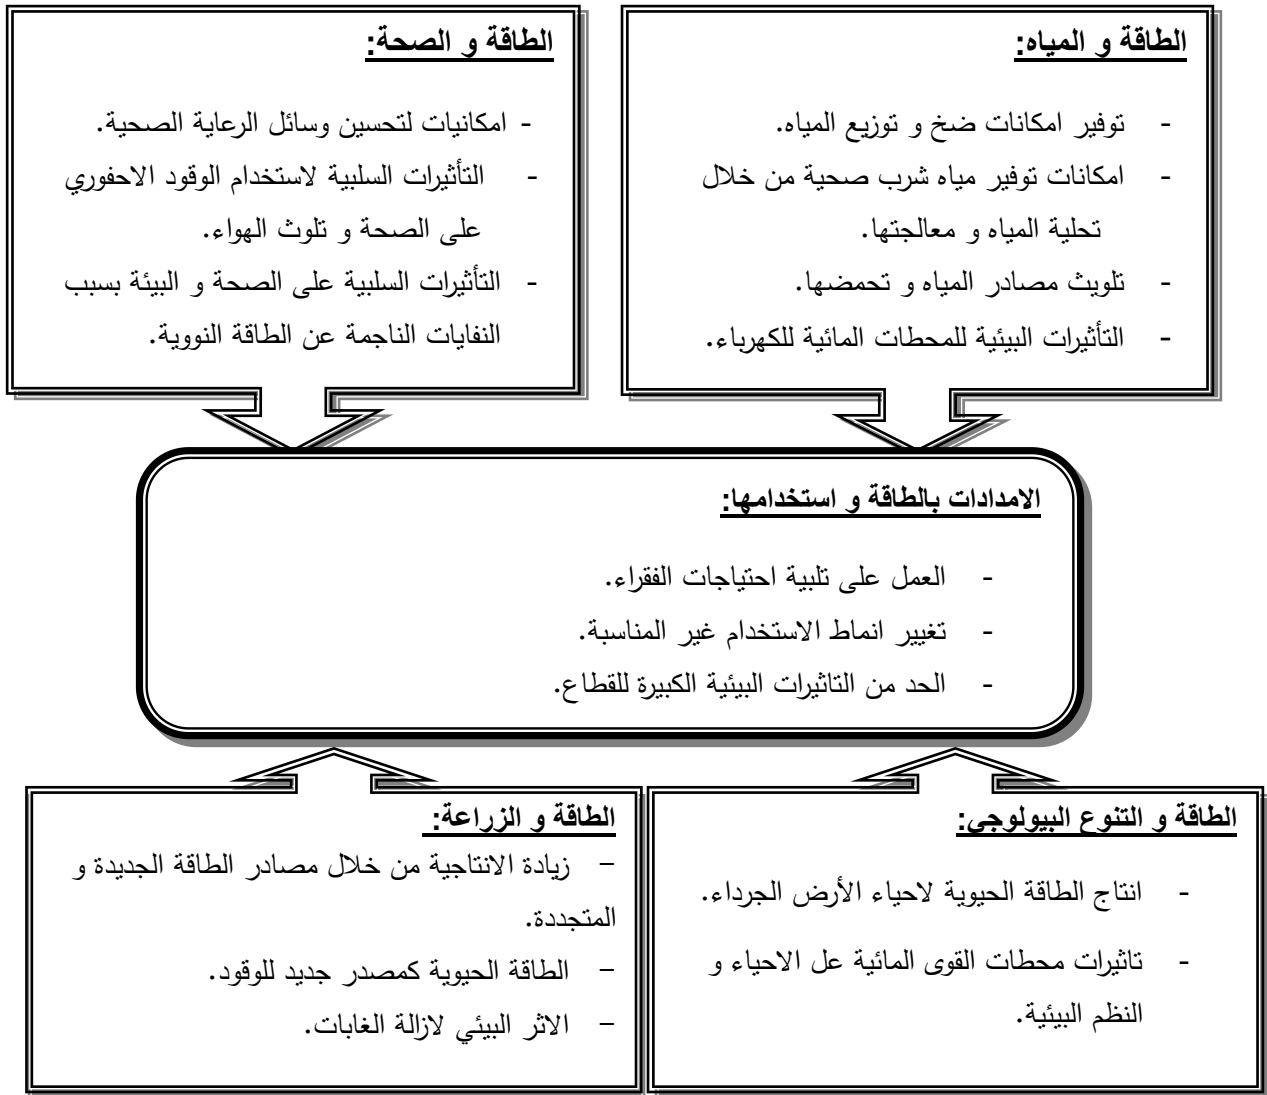 الطاقة و المياه:
- توفير امكانات ضخ و توزيع المياه.
- امكانات توفير مياه شرب صحية من خلال
تحلية المياه و معالجتها.
- تلويث مصادر المياه و تحمضها.
- التأثيرات البيئية للمحطات المائية للكهرباء.
الطاقة و الصحة:
- امكانيات لتحسين وسائل الرعاية الصحية.
- التأثيرات السلبية لاستخدام الوقود الاحفوري
على الصحة و تلوث الهواء.
- التأثيرات السلبية على الصحة و البيئة بسبب
النفايات الناجمة عن الطاقة النووية.
الامدادات بالطاقة و استخدامها:
- العمل على تلبية احتياجات الفقراء.
- تغيير انماط الاستخدام غير المناسبة.
- الحد من التاثيرات البيئية الكبيرة للقطاع.
الطاقة و التنوع البيولوجي:
- انتاج الطاقة الحيوية لاحياء الأرض الجرداء.
- تاثيرات محطات القوى المائية عل الاحياء و
النظم البيئية.
الطاقة و الزراعة:
– زيادة الانتاجية من خلال مصادر الطاقة الجديدة و
المتجددة.
– الطاقة الحيوية كمصدر جديد للوقود.
– الاثر البيئي لازالة الغابات.